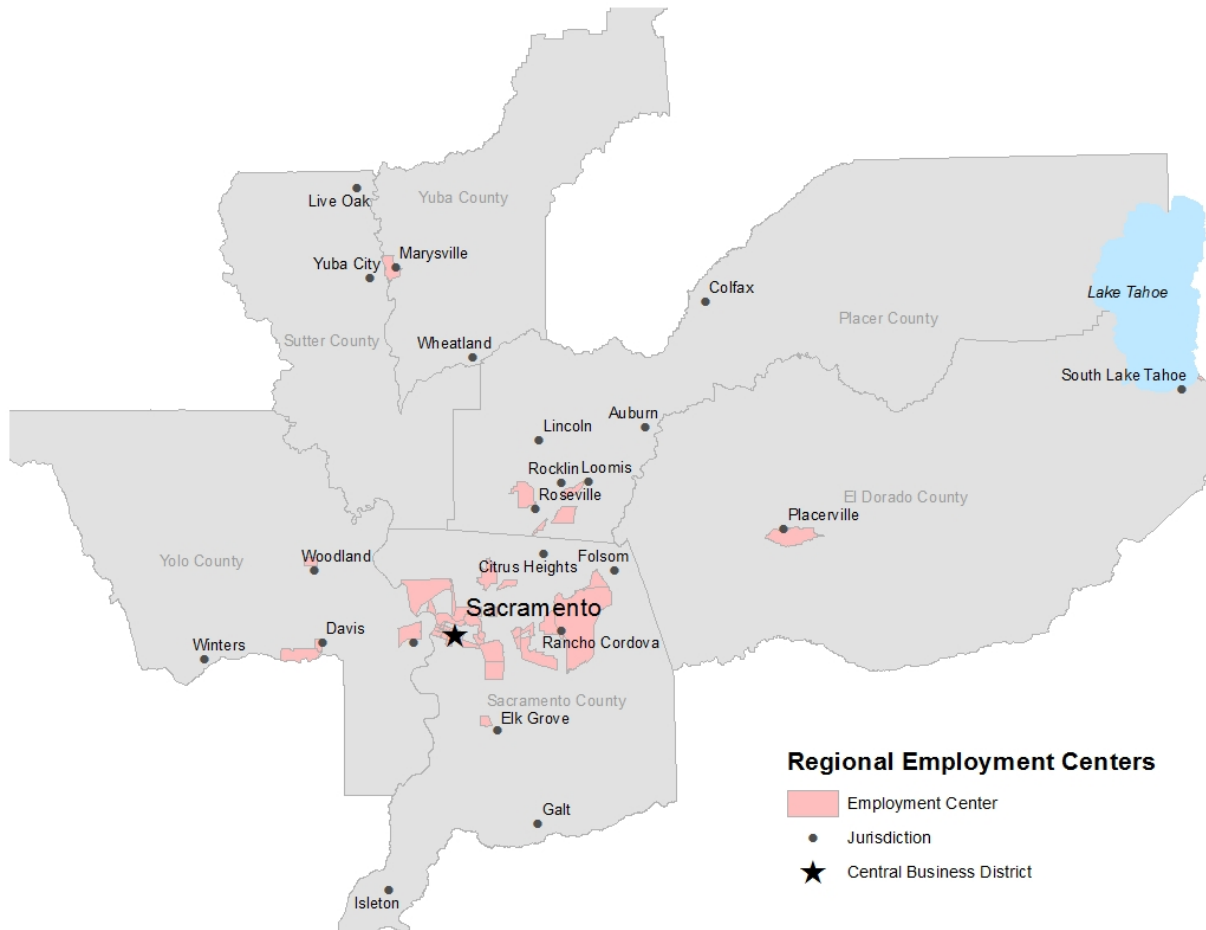 Live Oak
Yuba County
Yuba City
Marysville
Sutter County
Wheatland
Colfax
Placer County
Lake Tahoe
South Lake Tahoe
Auburn
Lincoln
Rocklin
Loomis
Roseville
El Dorado County
Placerville
Yolo County
Woodland
Citrus Heights
Folsom
Sacramento
Davis
Winters
Rancho Cordova
Sacramento County
Elk Grove
Galt
Isleton
Regional Employment Centers
Employment Center
Jurisdiction
Central Business District